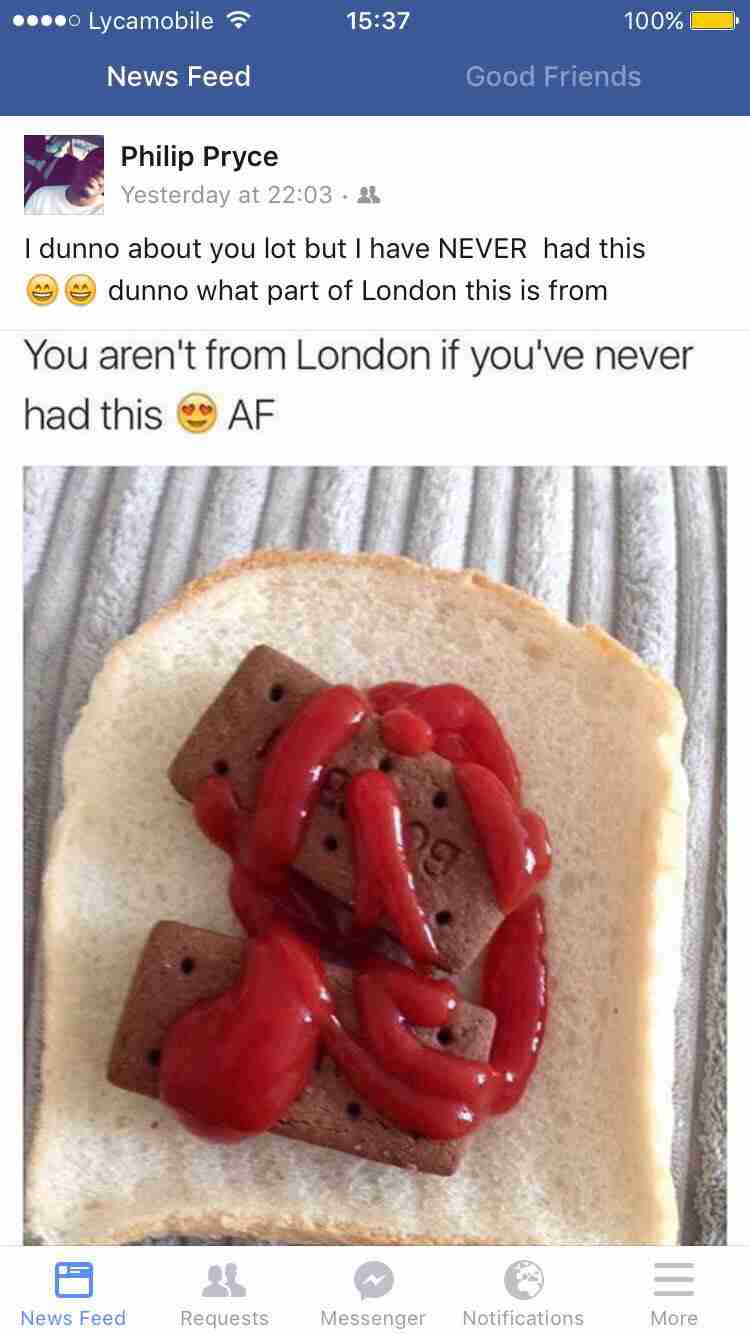 Lycamobile 15:37 100%
News Feed Good Friends
Philip Pryce
Yesterday at 22:03 ·
I dunno about you lot but I have NEVER had this
😄😄 dunno what part of London this is from
You aren't from London if you've never
had this 😍 AF
News Feed Requests Messenger Notifications More